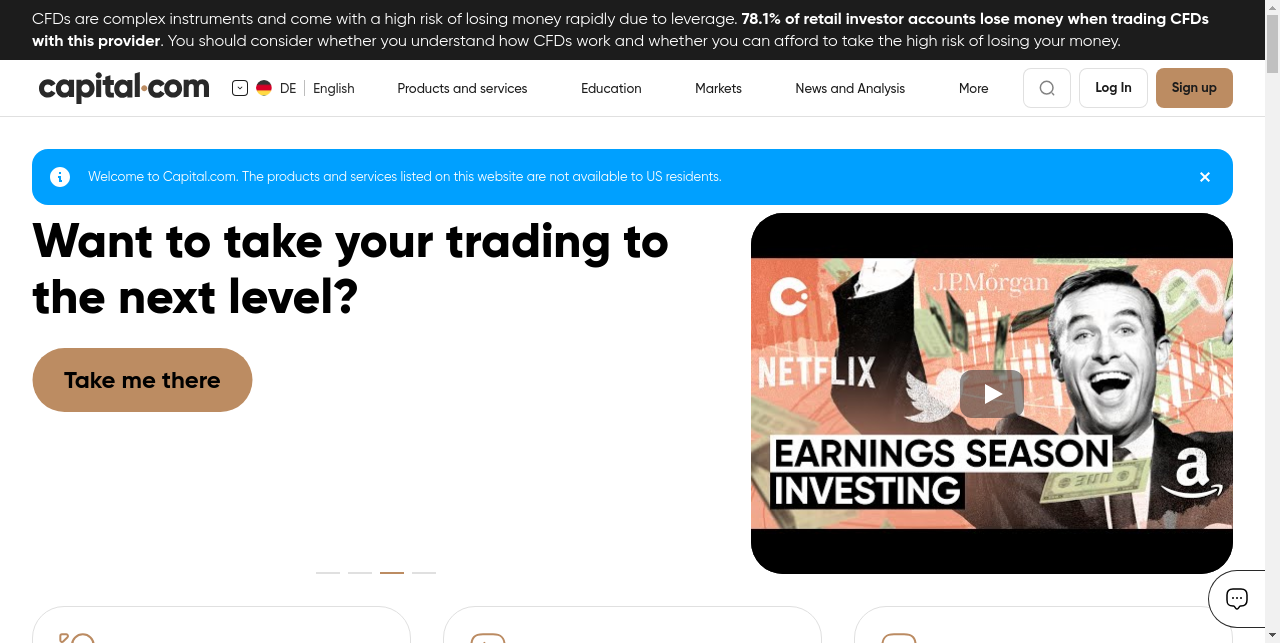 CFDs are complex instruments and come with a high risk of losing money rapidly due to leverage. 78.1% of retail investor accounts lose money when trading CFDs
with this provider. You should consider whether you understand how CFDs work and whether you can afford to take the high risk of losing your money.
capital.com DE English Products and services Education Markets News and Analysis More Log In Sign up
Welcome to Capital.com. The products and services listed on this website are not available to US residents.
Want to take your trading to
the next level?
Take me there
J.P.Morgan
NETFLIX
EARNINGS SEASON
INVESTING